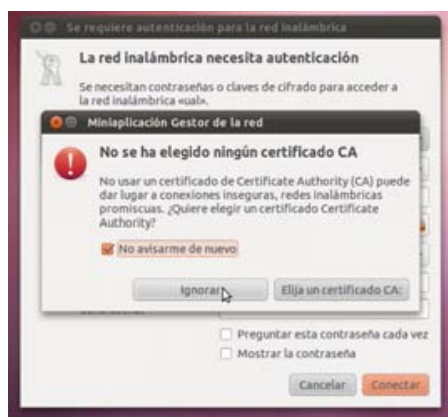 Se requiere autenticación para la red inalámbrica
La red inalámbrica necesita autenticación
Se necesitan contraseñas o claves de cifrado para acceder a
la red inalámbrica «ual».
Miniaplicación Gestor de la red
No se ha elegido ningún certificado CA
No usar un certificado de Certificate Authority (CA) puede
dar lugar a conexiones inseguras, redes inalámbricas
promiscuas. ¿Quiere elegir un certificado Certificate
Authority?
No avisarme de nuevo
Ignorar
Elija un certificado CA:
Preguntar esta contraseña cada vez
Mostrar la contraseña
Cancelar
Conectar